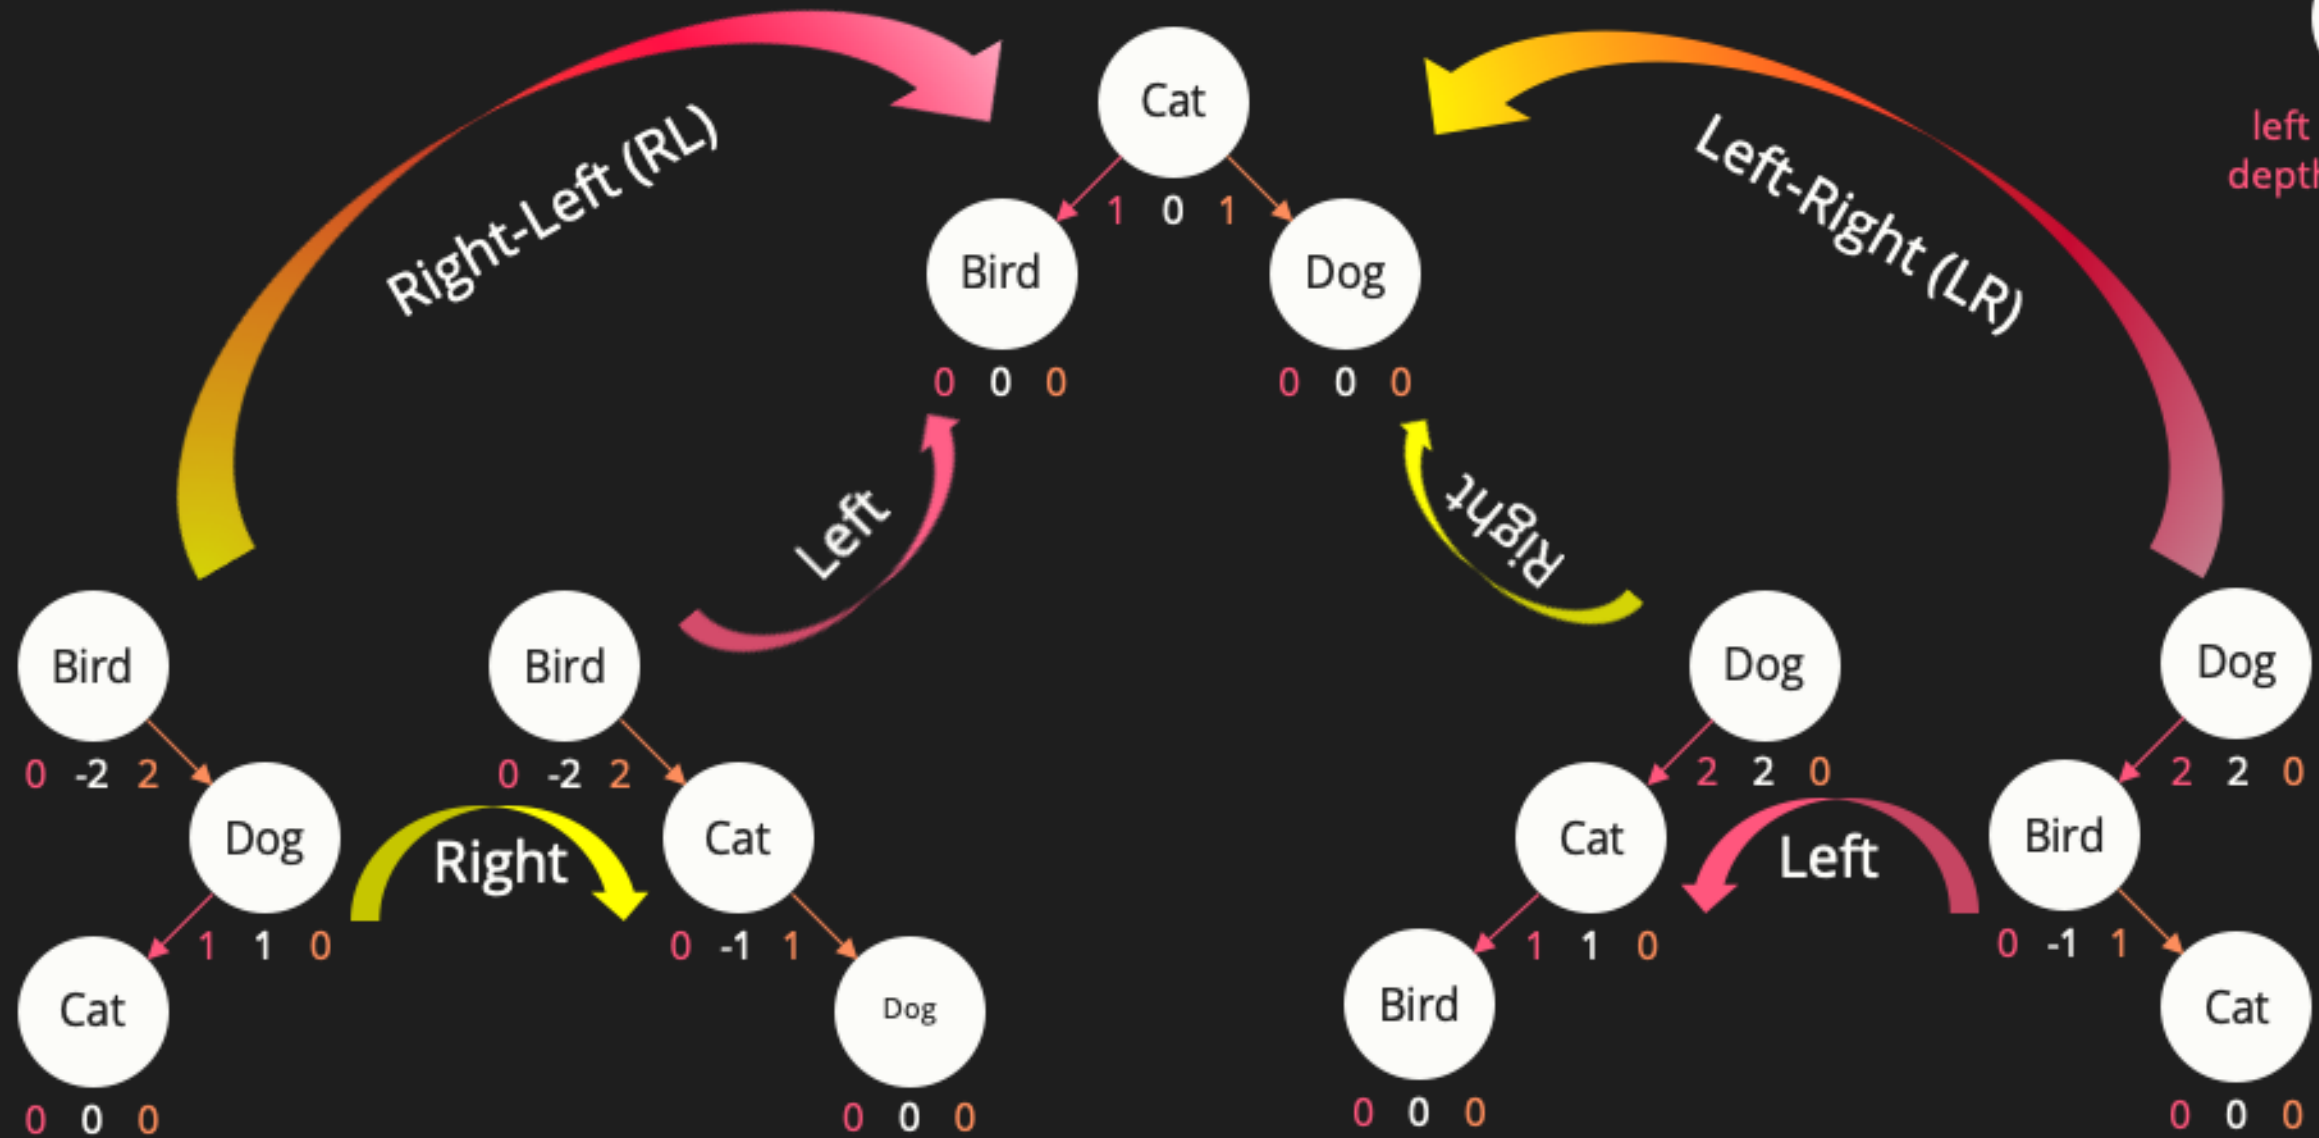 Cat
1 0 1
Bird
Dog
0 0 0
0 0 0
Right-Left (RL)
Left-Right (LR)
left
depth
Left
Right
Bird
0 -2 2
Dog
1 1 0
Cat
0 0 0
Right
Bird
0 -2 2
Cat
0 -1 1
Dog
0 0 0
Dog
2 2 0
Cat
1 1 0
Bird
0 0 0
Left
Dog
2 2 0
Bird
0 -1 1
Cat
0 0 0